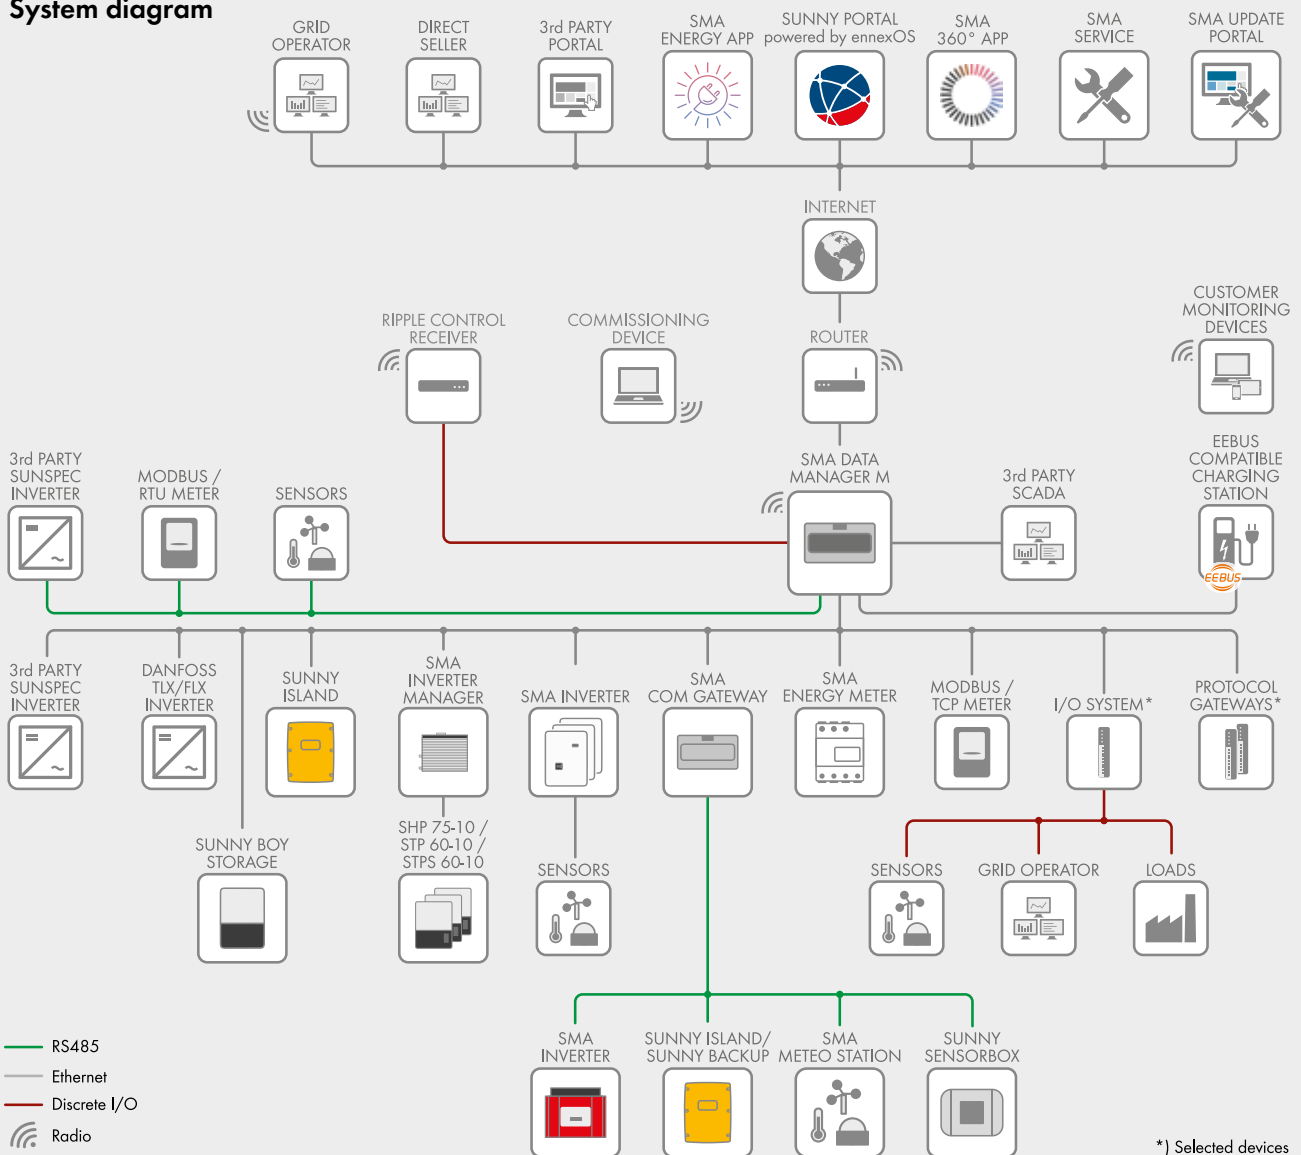 System diagram
GRID
OPERATOR
DIRECT
SELLER
3rd PARTY
PORTAL
SMA
ENERGY APP
SUNNY PORTAL
powered by ennexOS
SMA
360° APP
SMA
SERVICE
SMA UPDATE
PORTAL
INTERNET
RIPPLE CONTROL
RECEIVER
COMMISSIONING
DEVICE
ROUTER
CUSTOMER
MONITORING
DEVICES
3rd PARTY
SUNSPEC
INVERTER
MODBUS /
RTU METER
SENSORS
SMA DATA
MANAGER M
3rd PARTY
SCADA
EEBUS
COMPATIBLE
CHARGING
STATION
EEBUS
3rd PARTY
SUNSPEC
INVERTER
DANFOSS
TLX/FLX
INVERTER
SUNNY
ISLAND
SMA
INVERTER
MANAGER
SMA INVERTER
SMA
COM GATEWAY
SMA
ENERGY METER
MODBUS /
TCP METER
I/O SYSTEM*
PROTOCOL
GATEWAYS*
SUNNY BOY
STORAGE
SHP 75-10 /
STP 60-10 /
STPS 60-10
SENSORS
SENSORS
GRID OPERATOR
LOADS
SMA
INVERTER
SUNNY ISLAND/
SUNNY BACKUP
SMA
METEO STATION
SUNNY
SENSORBOX
RS485
Ethernet
Discrete I/O
Radio
*) Selected devices